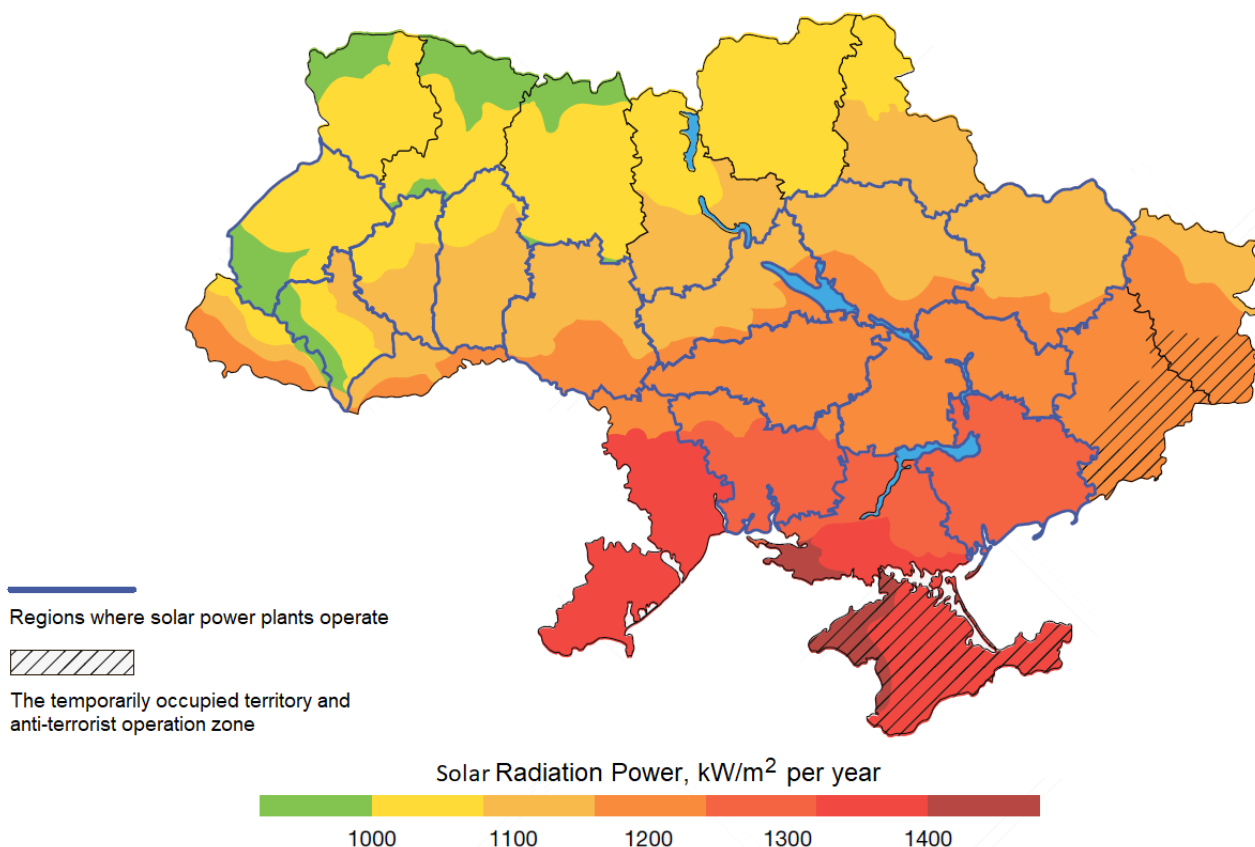 Regions where solar power plants operate
The temporarily occupied territory and
anti-terrorist operation zone
Solar Radiation Power, kW/m² per year
1000 1100 1200 1300 1400